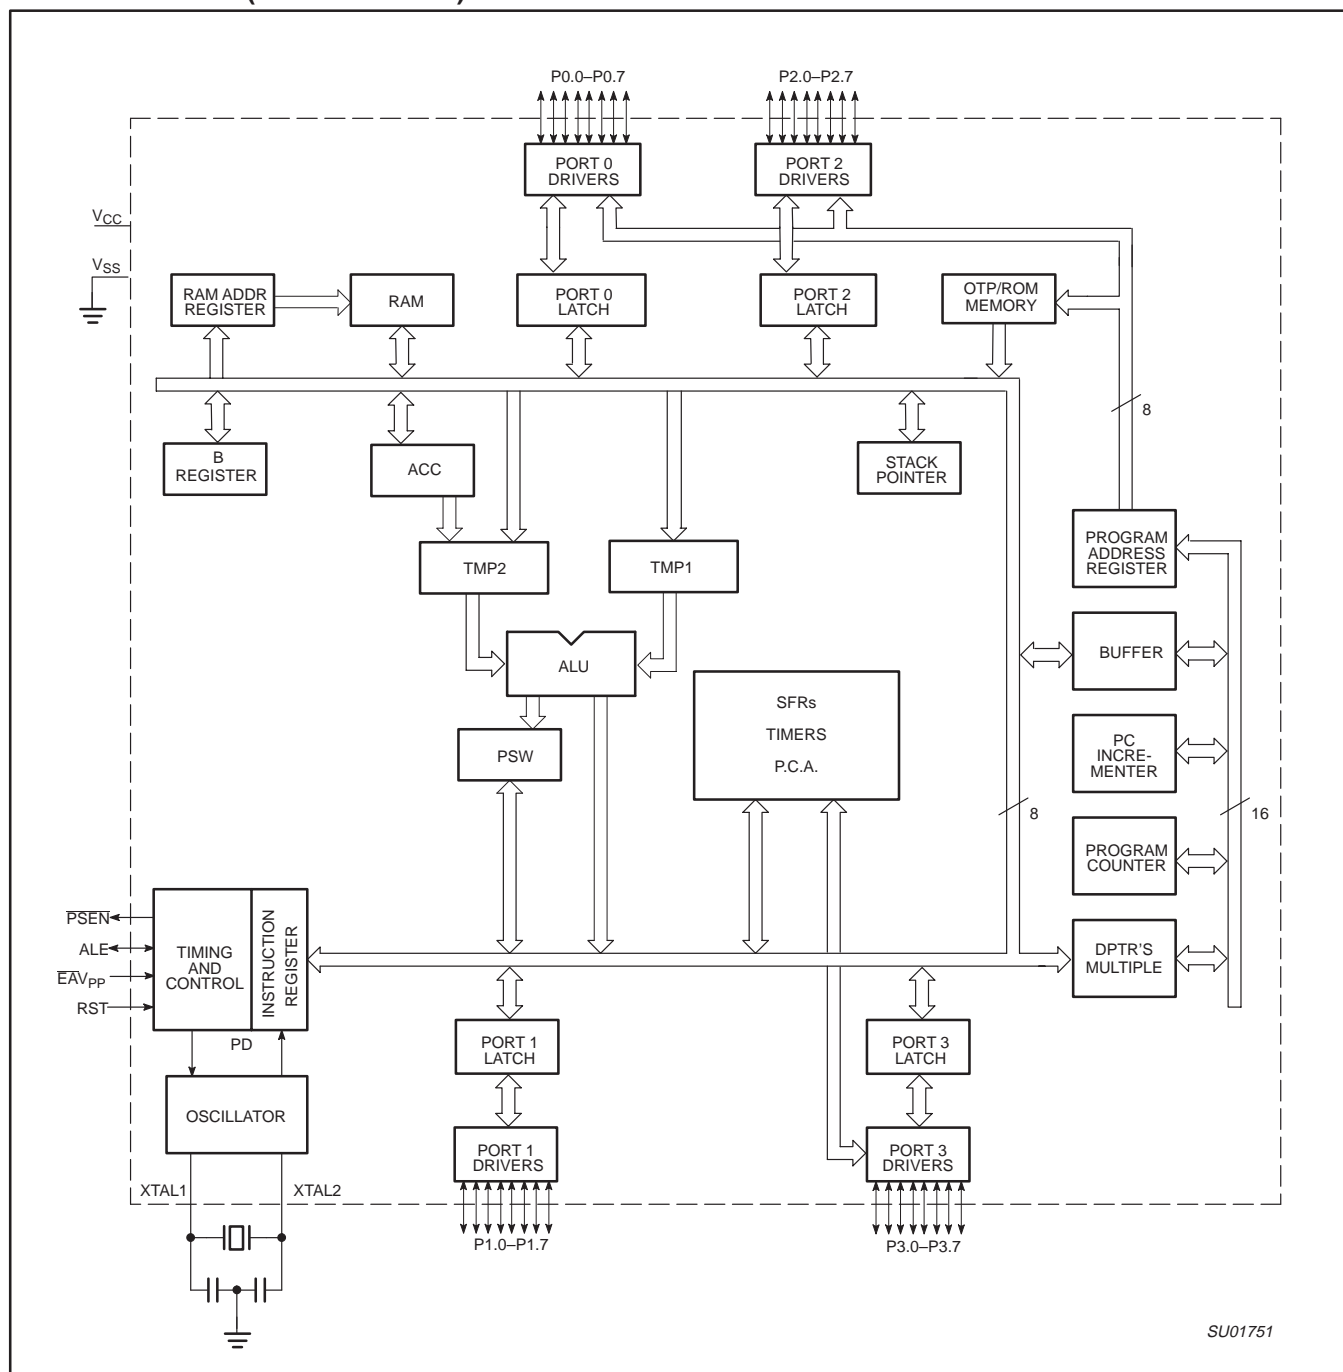 P0.0–P0.7
P2.0–P2.7
PORT 0
DRIVERS
PORT 2
DRIVERS
VCC
VSS
RAM ADDR
REGISTER
RAM
PORT 0
LATCH
PORT 2
LATCH
OTP/ROM
MEMORY
8
B
REGISTER
ACC
STACK
POINTER
PROGRAM
ADDRESS
REGISTER
TMP2
TMP1
BUFFER
ALU
SFRs
TIMERS
P.C.A.
PSW
PC
INCRE-
MENTER
8
16
PROGRAM
COUNTER
PSEN
ALE
EAVPP
RST
TIMING
AND
CONTROL
INSTRUCTION
REGISTER
DPTR'S
MULTIPLE
PD
PORT 1
LATCH
PORT 3
LATCH
OSCILLATOR
PORT 1
DRIVERS
PORT 3
DRIVERS
XTAL1
XTAL2
P1.0–P1.7
P3.0–P3.7
SU01751